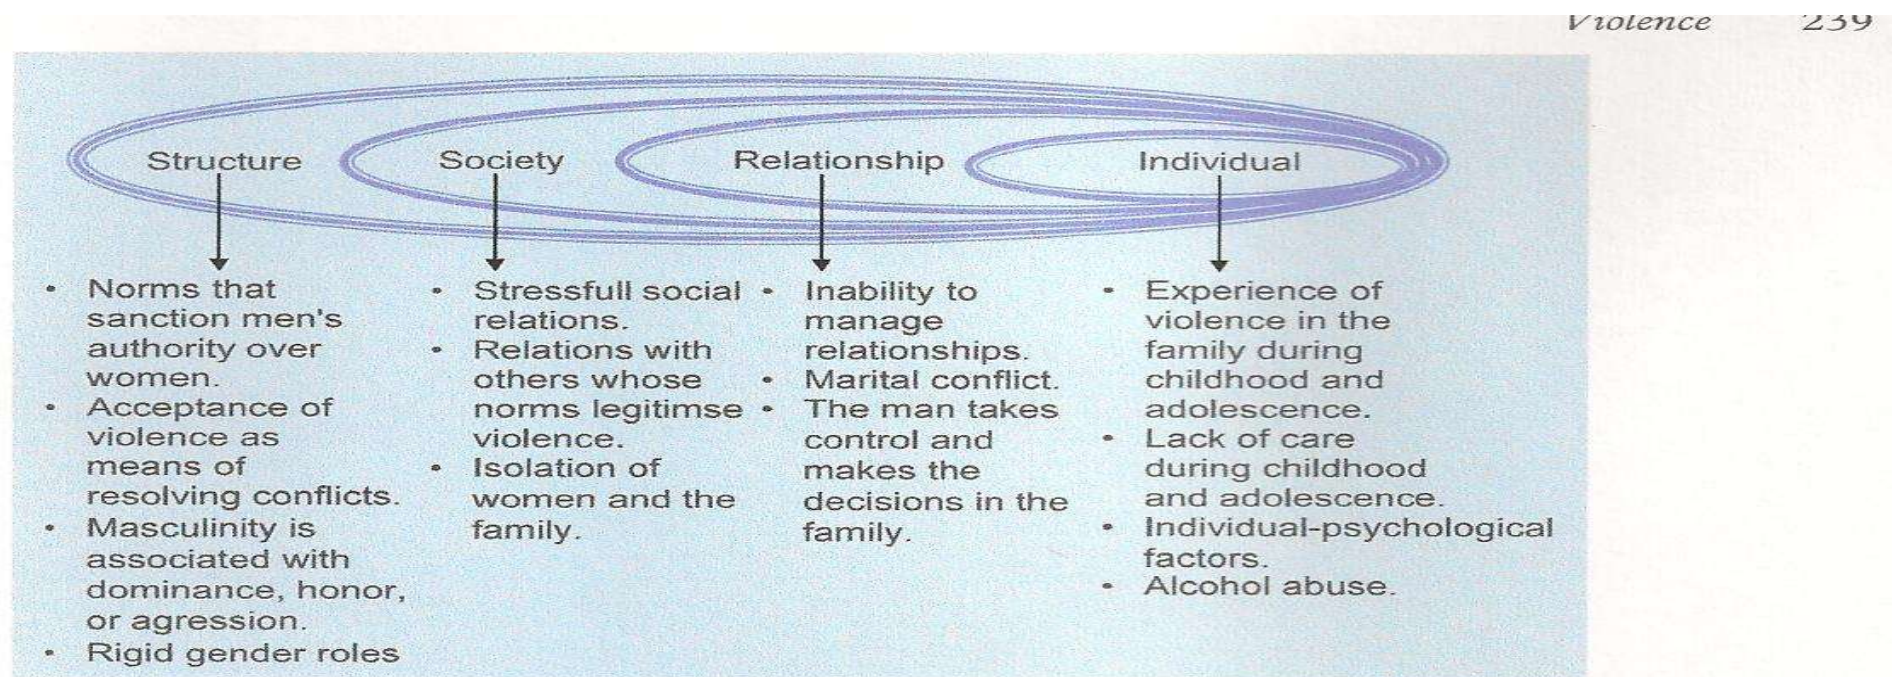 Violence 239
Structure Society Relationship Individual
• Norms that
sanction men's
authority over
women.
• Acceptance of
violence as
means of
resolving conflicts.
• Masculinity is
associated with
dominance, honor,
or agression.
• Rigid gender roles
• Stressfull social
relations.
• Relations with
others whose
norms legitimse
violence.
• Isolation of
women and the
family.
• Inability to
manage
relationships.
• Marital conflict.
• The man takes
control and
makes the
decisions in the
family.
• Experience of
violence in the
family during
childhood and
adolescence.
• Lack of care
during childhood
and adolescence.
• Individual-psychological
factors.
• Alcohol abuse.